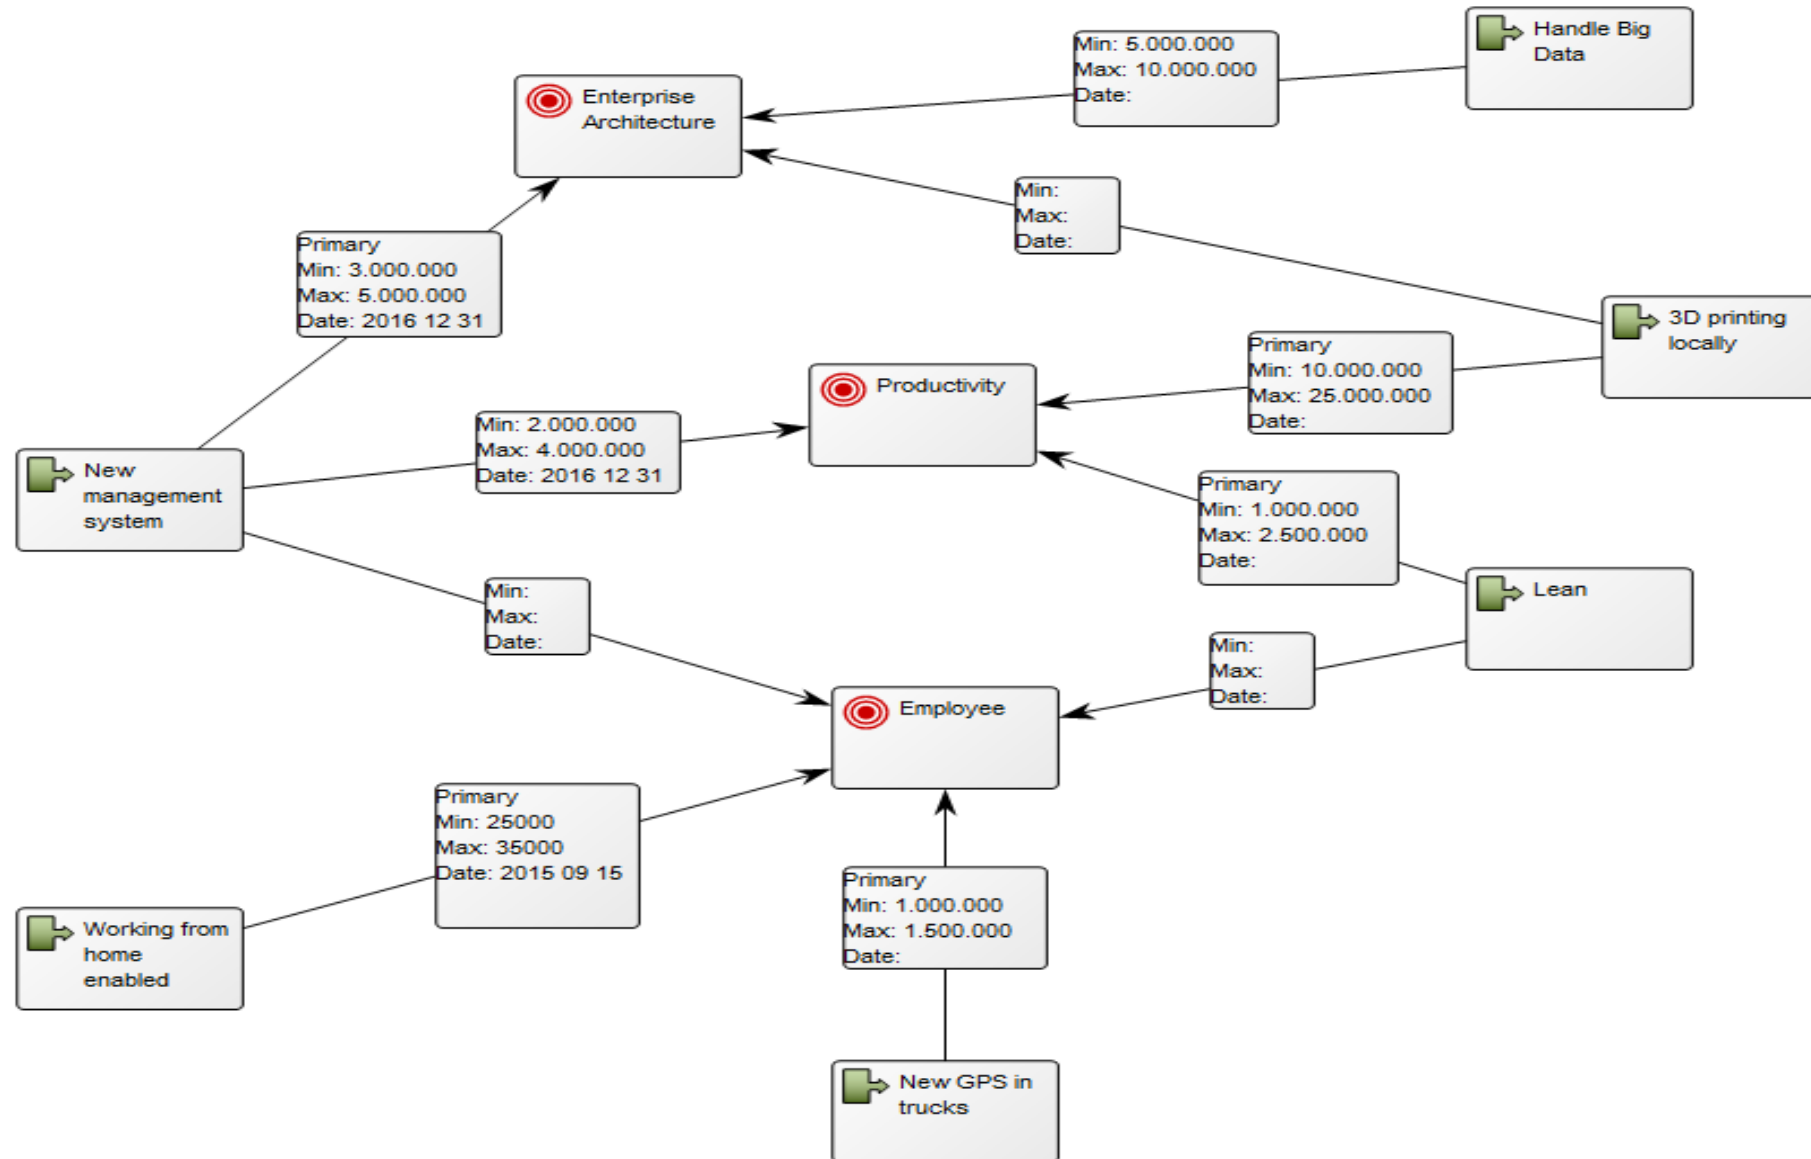 Handle Big
Data
Min: 5.000.000
Max: 10.000.000
Date:
Enterprise
Architecture
Min:
Max:
Date:
Primary
Min: 3.000.000
Max: 5.000.000
Date: 2016 12 31
3D printing
locally
Primary
Min: 10.000.000
Max: 25.000.000
Date:
Productivity
Min: 2.000.000
Max: 4.000.000
Date: 2016 12 31
New
management
system
Primary
Min: 1.000.000
Max: 2.500.000
Date:
Lean
Min:
Max:
Date:
Min:
Max:
Date:
Employee
Primary
Min: 25000
Max: 35000
Date: 2015 09 15
Primary
Min: 1.000.000
Max: 1.500.000
Date:
Working from
home
enabled
New GPS in
trucks